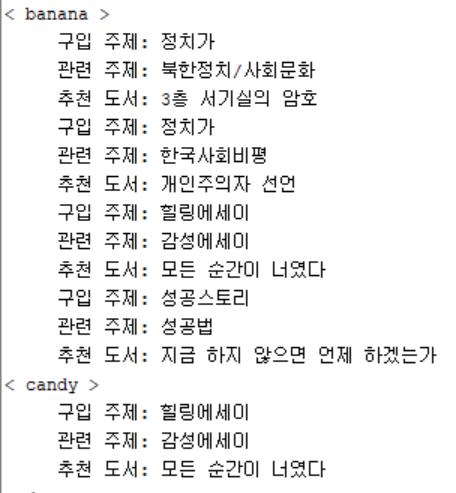 < banana >
구입 주제: 정치가
관련 주제: 북한정치/사회문화
추천 도서: 3층 서기실의 암호
구입 주제: 정치가
관련 주제: 한국사회비평
추천 도서: 개인주의자 선언
구입 주제: 힐링에세이
관련 주제: 감성에세이
추천 도서: 모든 순간이 너였다
구입 주제: 성공스토리
관련 주제: 성공법
추천 도서: 지금 하지 않으면 언제 하겠는가
< candy >
구입 주제: 힐링에세이
관련 주제: 감성에세이
추천 도서: 모든 순간이 너였다